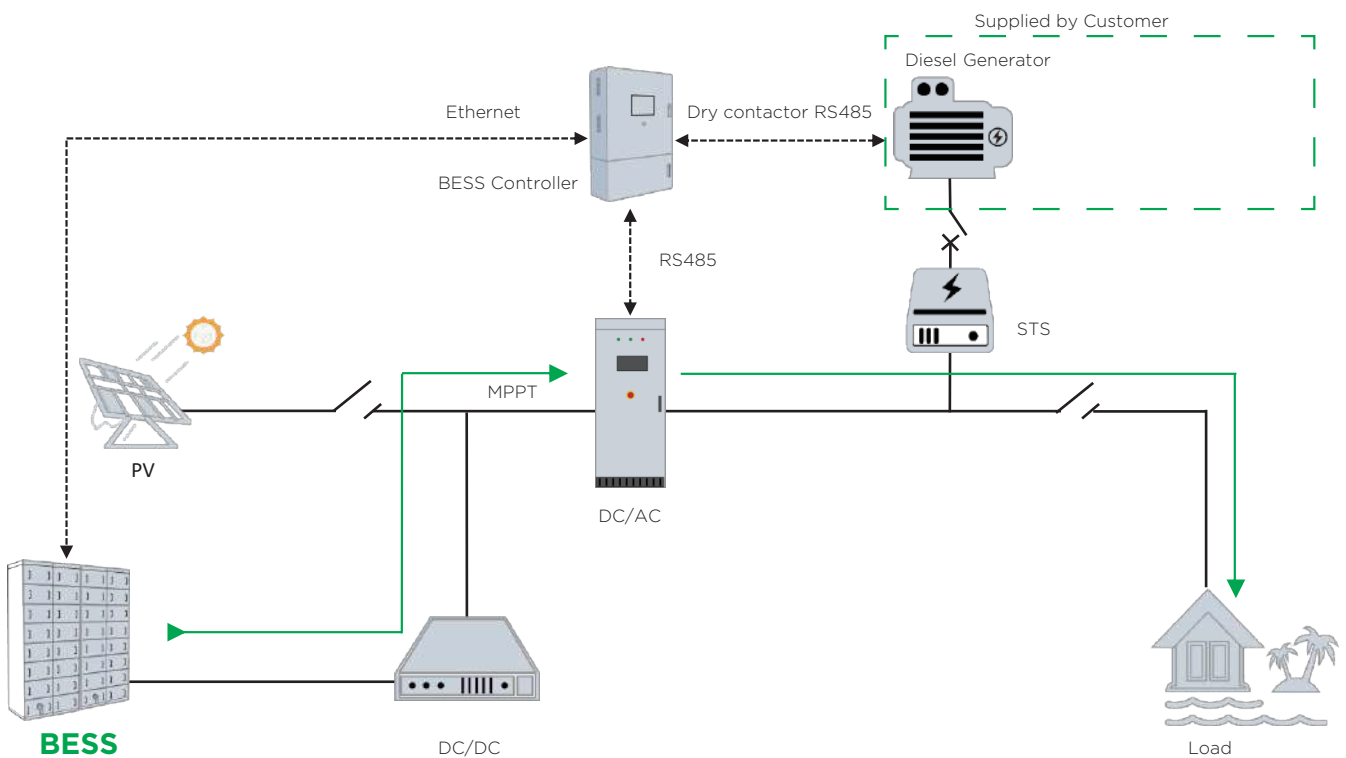 Supplied by Customer
Diesel Generator
Ethernet
Dry contactor RS485
BESS Controller
RS485
STS
MPPT
PV
DC/AC
BESS
DC/DC
Load